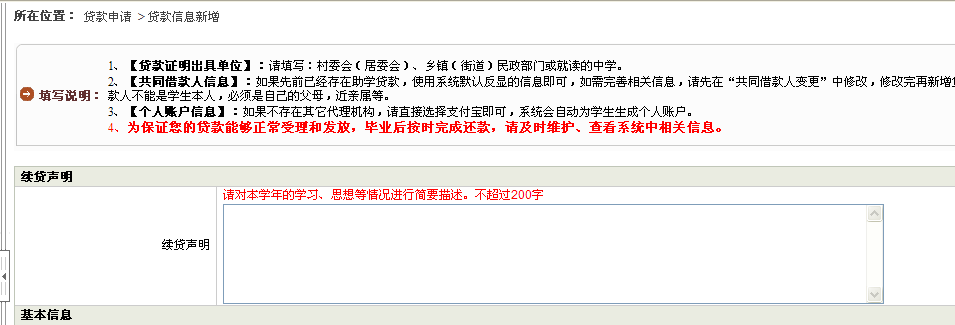 所在位置： 贷款申请 >贷款信息新增
1、【贷款证明出具单位】：请填写：村委会（居委会）、乡镇（街道）民政部门或就读的中学。
2、【共同借款人信息】：如果先前已经存在助学贷款，使用系统默认反显的信息即可，如需完善相关信息，请先在“共同借款人变更”中修改，修改完再新增
填写说明： 款人不能是学生本人，必须是自己的父母，近亲属等。
3、【个人账户信息】：如果不存在其它代理机构，请直接选择支付宝即可，系统会自动为学生生成个人账户。
4、为保证您的贷款能够正常受理和发放，毕业后按时完成还款，请及时维护、查看系统中相关信息。
续贷声明
请对本学年的学习、思想等情况进行简要描述。不超过200字
续贷声明
基本信息